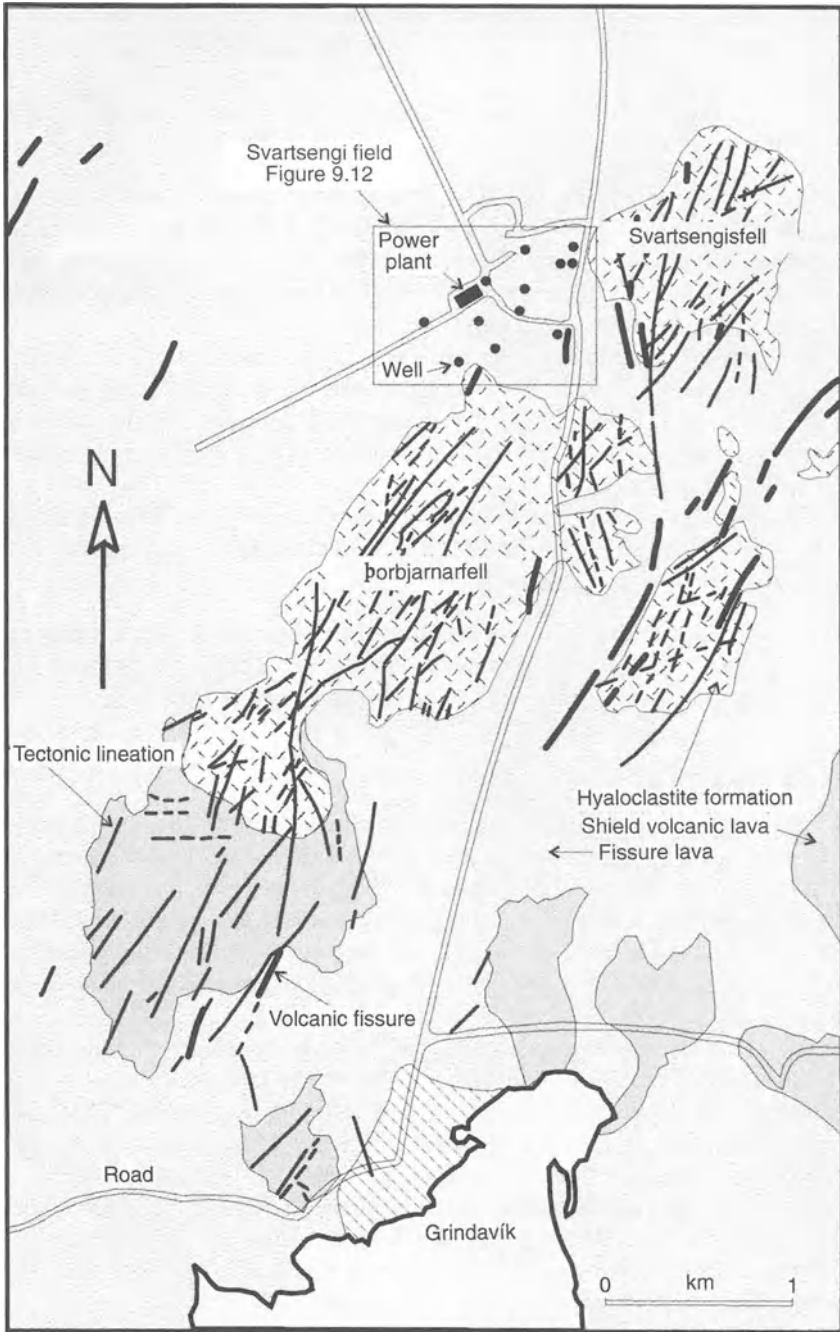 Svartsengi field
Figure 9.12
Power
plant
Svartsengisfell
Well
N
Þorbjarnarfell
Tectonic lineation
Hyaloclastite formation
Shield volcanic lava
Fissure lava
Volcanic fissure
Road
Grindavík
0 km 1